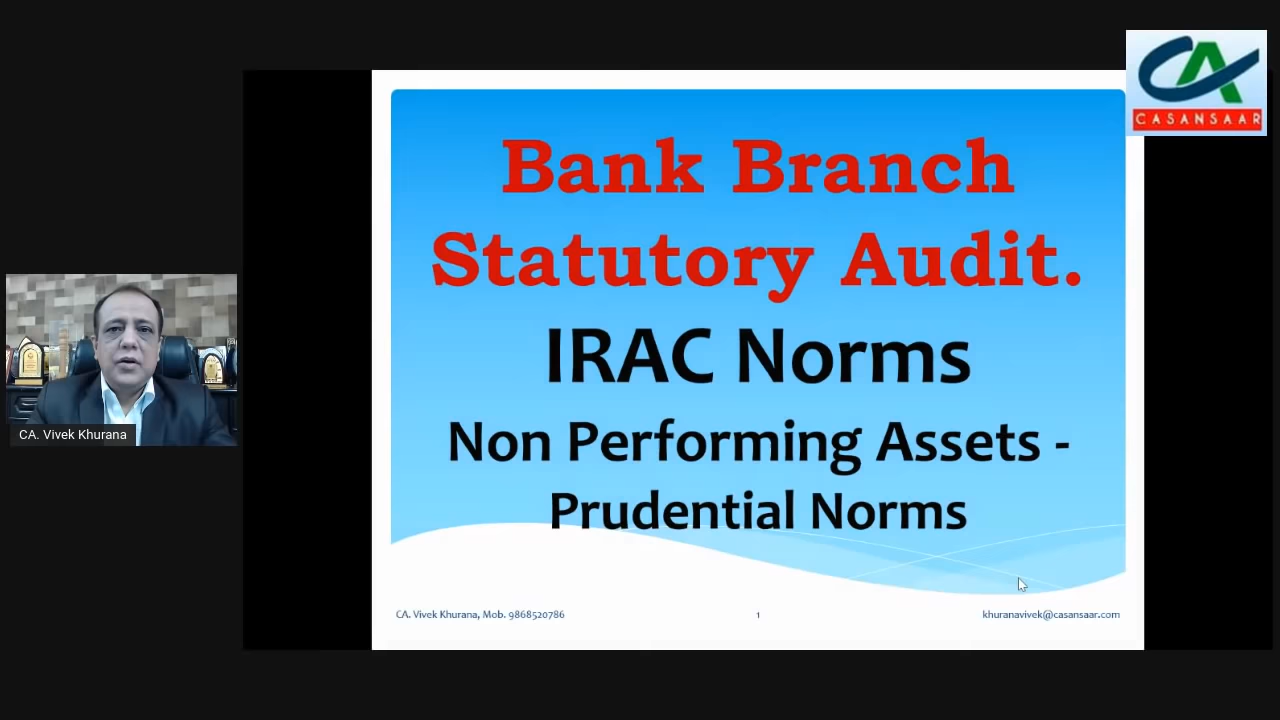 CASANSAAR
Bank Branch
Statutory Audit.
IRAC Norms
Non Performing Assets -
Prudential Norms
CA. Vivek Khurana
CA. Vivek Khurana, Mob. 9868520786
1
khuranavivek@casansaar.com